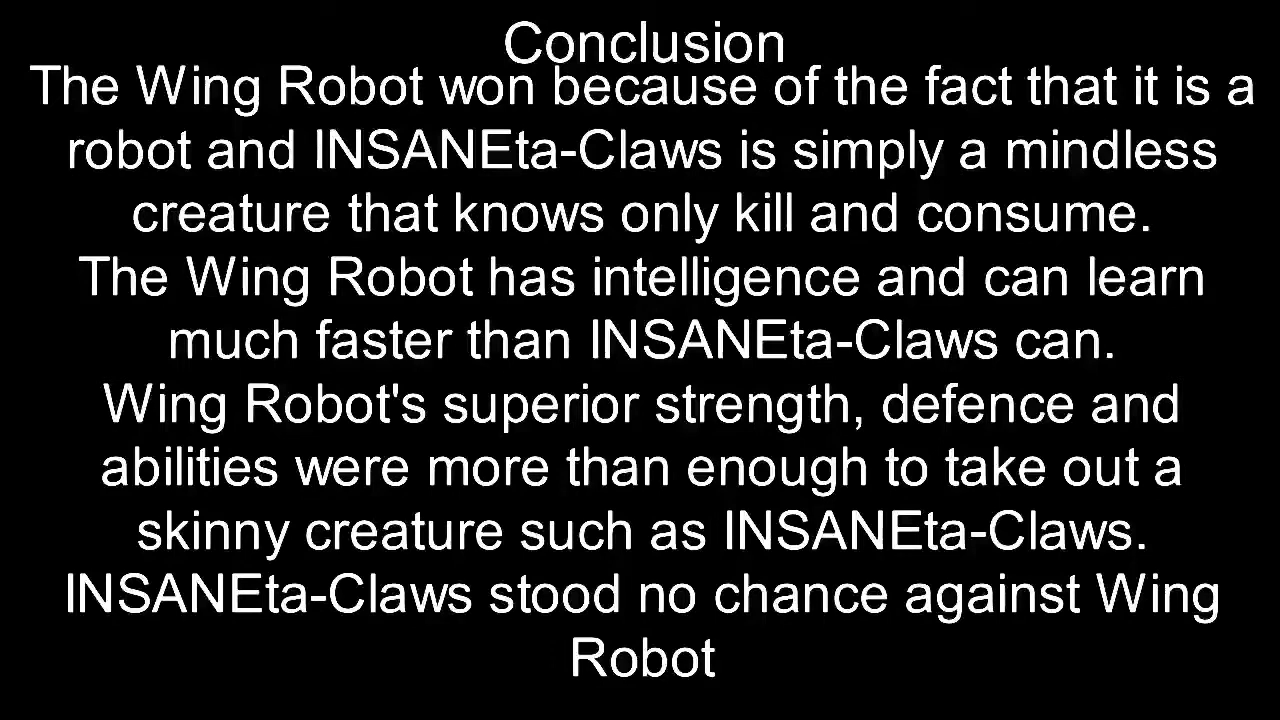 Conclusion
The Wing Robot won because of the fact that it is a
robot and INSANEta-Claws is simply a mindless
creature that knows only kill and consume.
The Wing Robot has intelligence and can learn
much faster than INSANEta-Claws can.
Wing Robot's superior strength, defence and
abilities were more than enough to take out a
skinny creature such as INSANEta-Claws.
INSANEta-Claws stood no chance against Wing
Robot